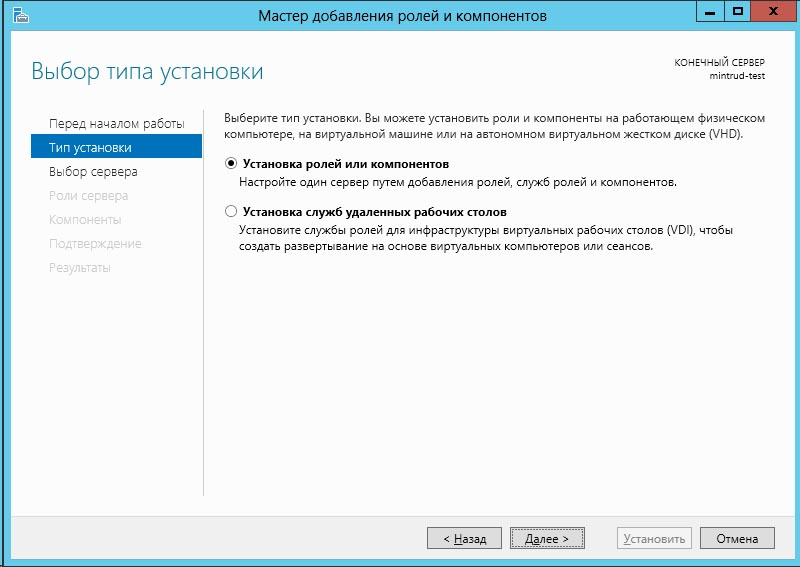 Мастер добавления ролей и компонентов
Выбор типа установки
КОНЕЧНЫЙ СЕРВЕР
mintrud-test
Перед началом работы
Тип установки
Выбор сервера
Роли сервера
Компоненты
Подтверждение
Результаты
Выберите тип установки. Вы можете установить роли и компоненты на работающем физическом
компьютере, на виртуальной машине или на автономном виртуальном жестком диске (VHD).
Установка ролей или компонентов
Настройте один сервер путем добавления ролей, служб ролей и компонентов.
Установка служб удаленных рабочих столов
Установите службы ролей для инфраструктуры виртуальных рабочих столов (VDI), чтобы
создать развертывание на основе виртуальных компьютеров или сеансов.
< Назад
Далее >
Установить
Отмена